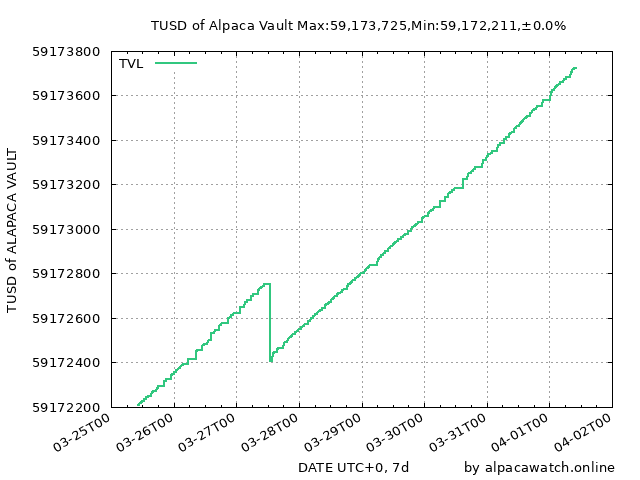 TUSD of Alpaca Vault Max:59,173,725,Min:59,172,211,±0.0%
TVL
59173800
59173600
59173400
59173200
59173000
59172800
59172600
59172400
59172200
TUSD of ALAPACA VAULT
03-25T00
03-26T00
03-27T00
03-28T00
03-29T00
03-30T00
03-31T00
04-01T00
04-02T00
DATE UTC+0, 7d
by alpacawatch.online